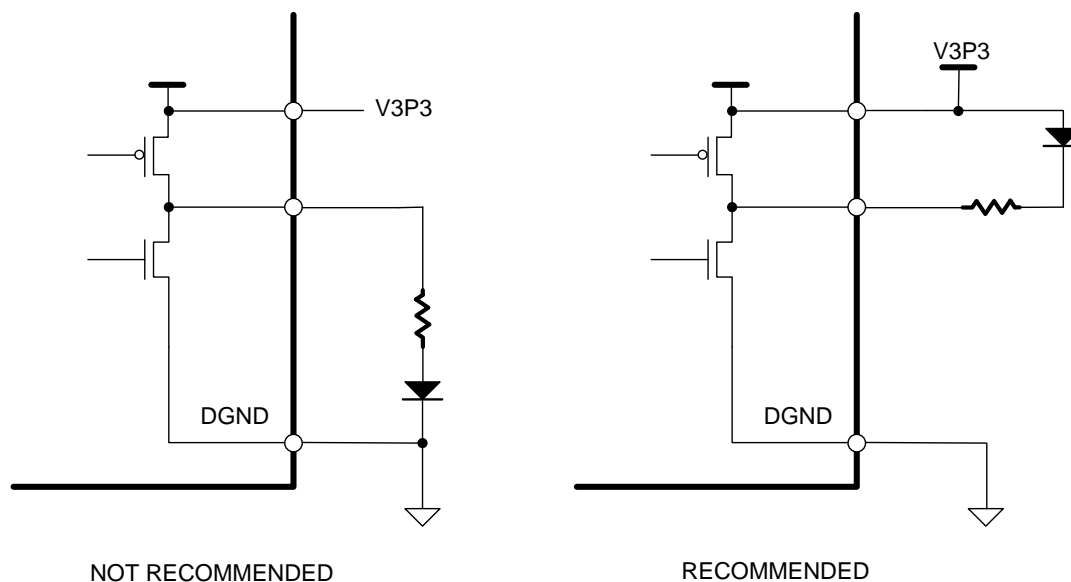 V3P3
DGND
NOT RECOMMENDED
V3P3
DGND
RECOMMENDED